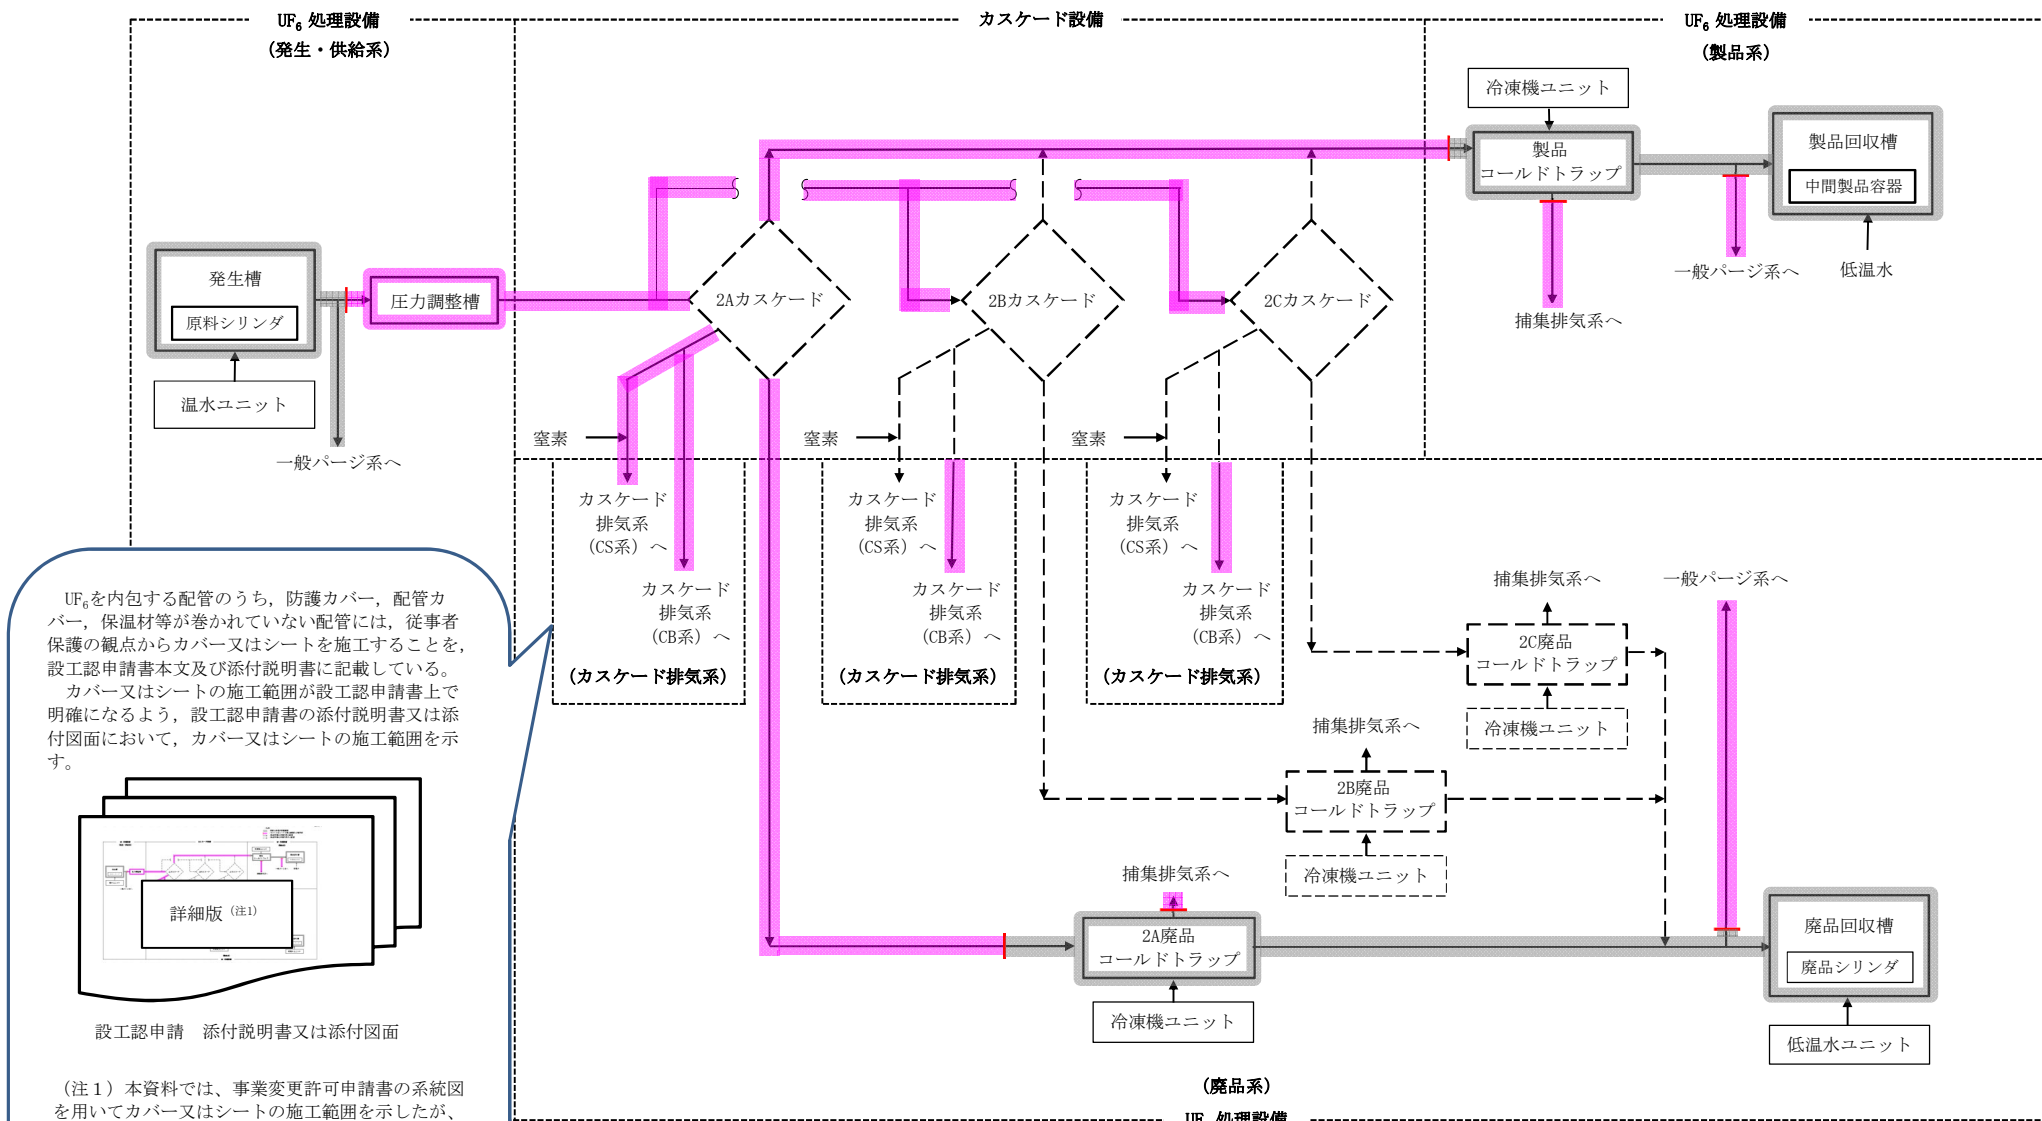 UF₆ 処理設備
(発生・供給系)
カスケード設備
UF₆ 処理設備
(製品系)
冷凍機ユニット
製品
コールドトラップ
製品回収槽
中間製品容器
一般パージ系へ
低温水
捕集排気系へ
発生槽
原料シリンダ
圧力調整槽
温水ユニット
一般パージ系へ
2Aカスケード
2Bカスケード
2Cカスケード
窒素
窒素
窒素
カスケード
排気系
(CS系) へ
カスケード
排気系
(CB系) へ
(カスケード排気系)
カスケード
排気系
(CS系) へ
カスケード
排気系
(CB系) へ
(カスケード排気系)
カスケード
排気系
(CS系) へ
カスケード
排気系
(CB系) へ
(カスケード排気系)
捕集排気系へ
一般パージ系へ
2C廃品
コールドトラップ
冷凍機ユニット
捕集排気系へ
2B廃品
コールドトラップ
冷凍機ユニット
捕集排気系へ
2A廃品
コールドトラップ
冷凍機ユニット
廃品回収槽
廃品シリンダ
低温水ユニット
(廃品系)
UF 処理設備
UF₆を内包する配管のうち，防護カバー，配管カ
バー，保温材等が巻かれていない配管には，従事者
保護の観点からカバー又はシートを施工することを，
設工認申請書本文及び添付説明書に記載している。
カバー又はシートの施工範囲が設工認申請書上で
明確になるよう，設工認申請書の添付説明書又は添
付図面において，カバー又はシートの施工範囲を示
す。
詳細版 (注1)
設工認申請　添付説明書又は添付図面
(注１) 本資料では、事業変更許可申請書の系統図
を用いてカバー又はシートの施工範囲を示したが、